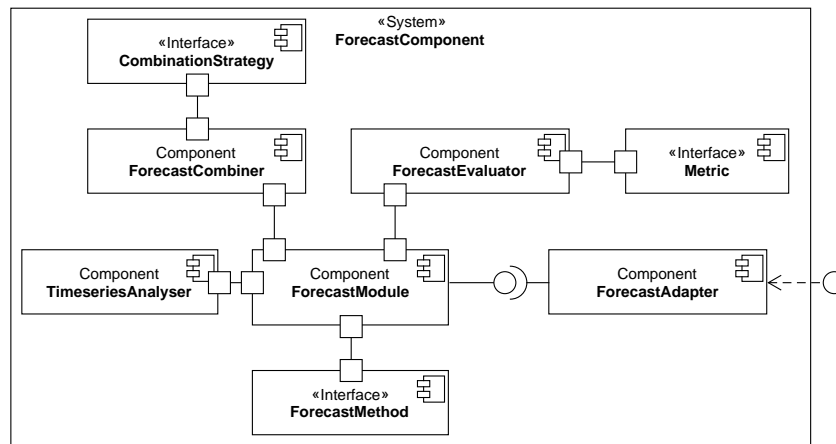 «System»
ForecastComponent
«Interface»
CombinationStrategy
Component
ForecastCombiner
Component
ForecastEvaluator
«Interface»
Metric
Component
TimeseriesAnalyser
Component
ForecastModule
Component
ForecastAdapter
«Interface»
ForecastMethod